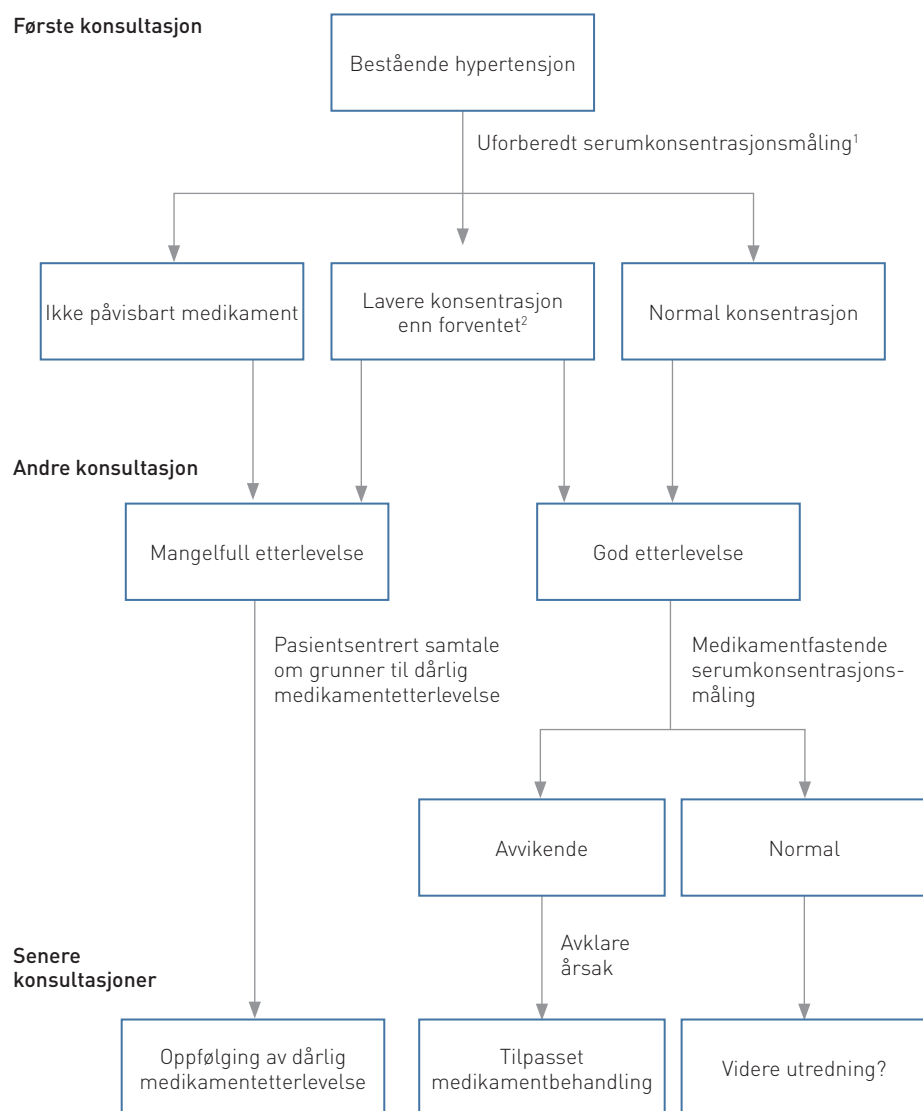 Første konsultasjon
Bestående hypertensjon
Uforberedt serumkonsentrasjonsmåling¹
Ikke påvisbart medikament
Lavere konsentrasjon
enn forventet²
Normal konsentrasjon
Andre konsultasjon
Mangelfull etterlevelse
God etterlevelse
Pasientsentrert samtale
om grunner til dårlig
medikamentetterlevelse
Medikamentfastende
serumkonsentrasjons-
måling
Avvikende
Normal
Avklare
årsak
Senere
konsultasjoner
Oppfølging av dårlig
medikamentetterlevelse
Tilpasset
medikamentbehandling
Videre utredning?